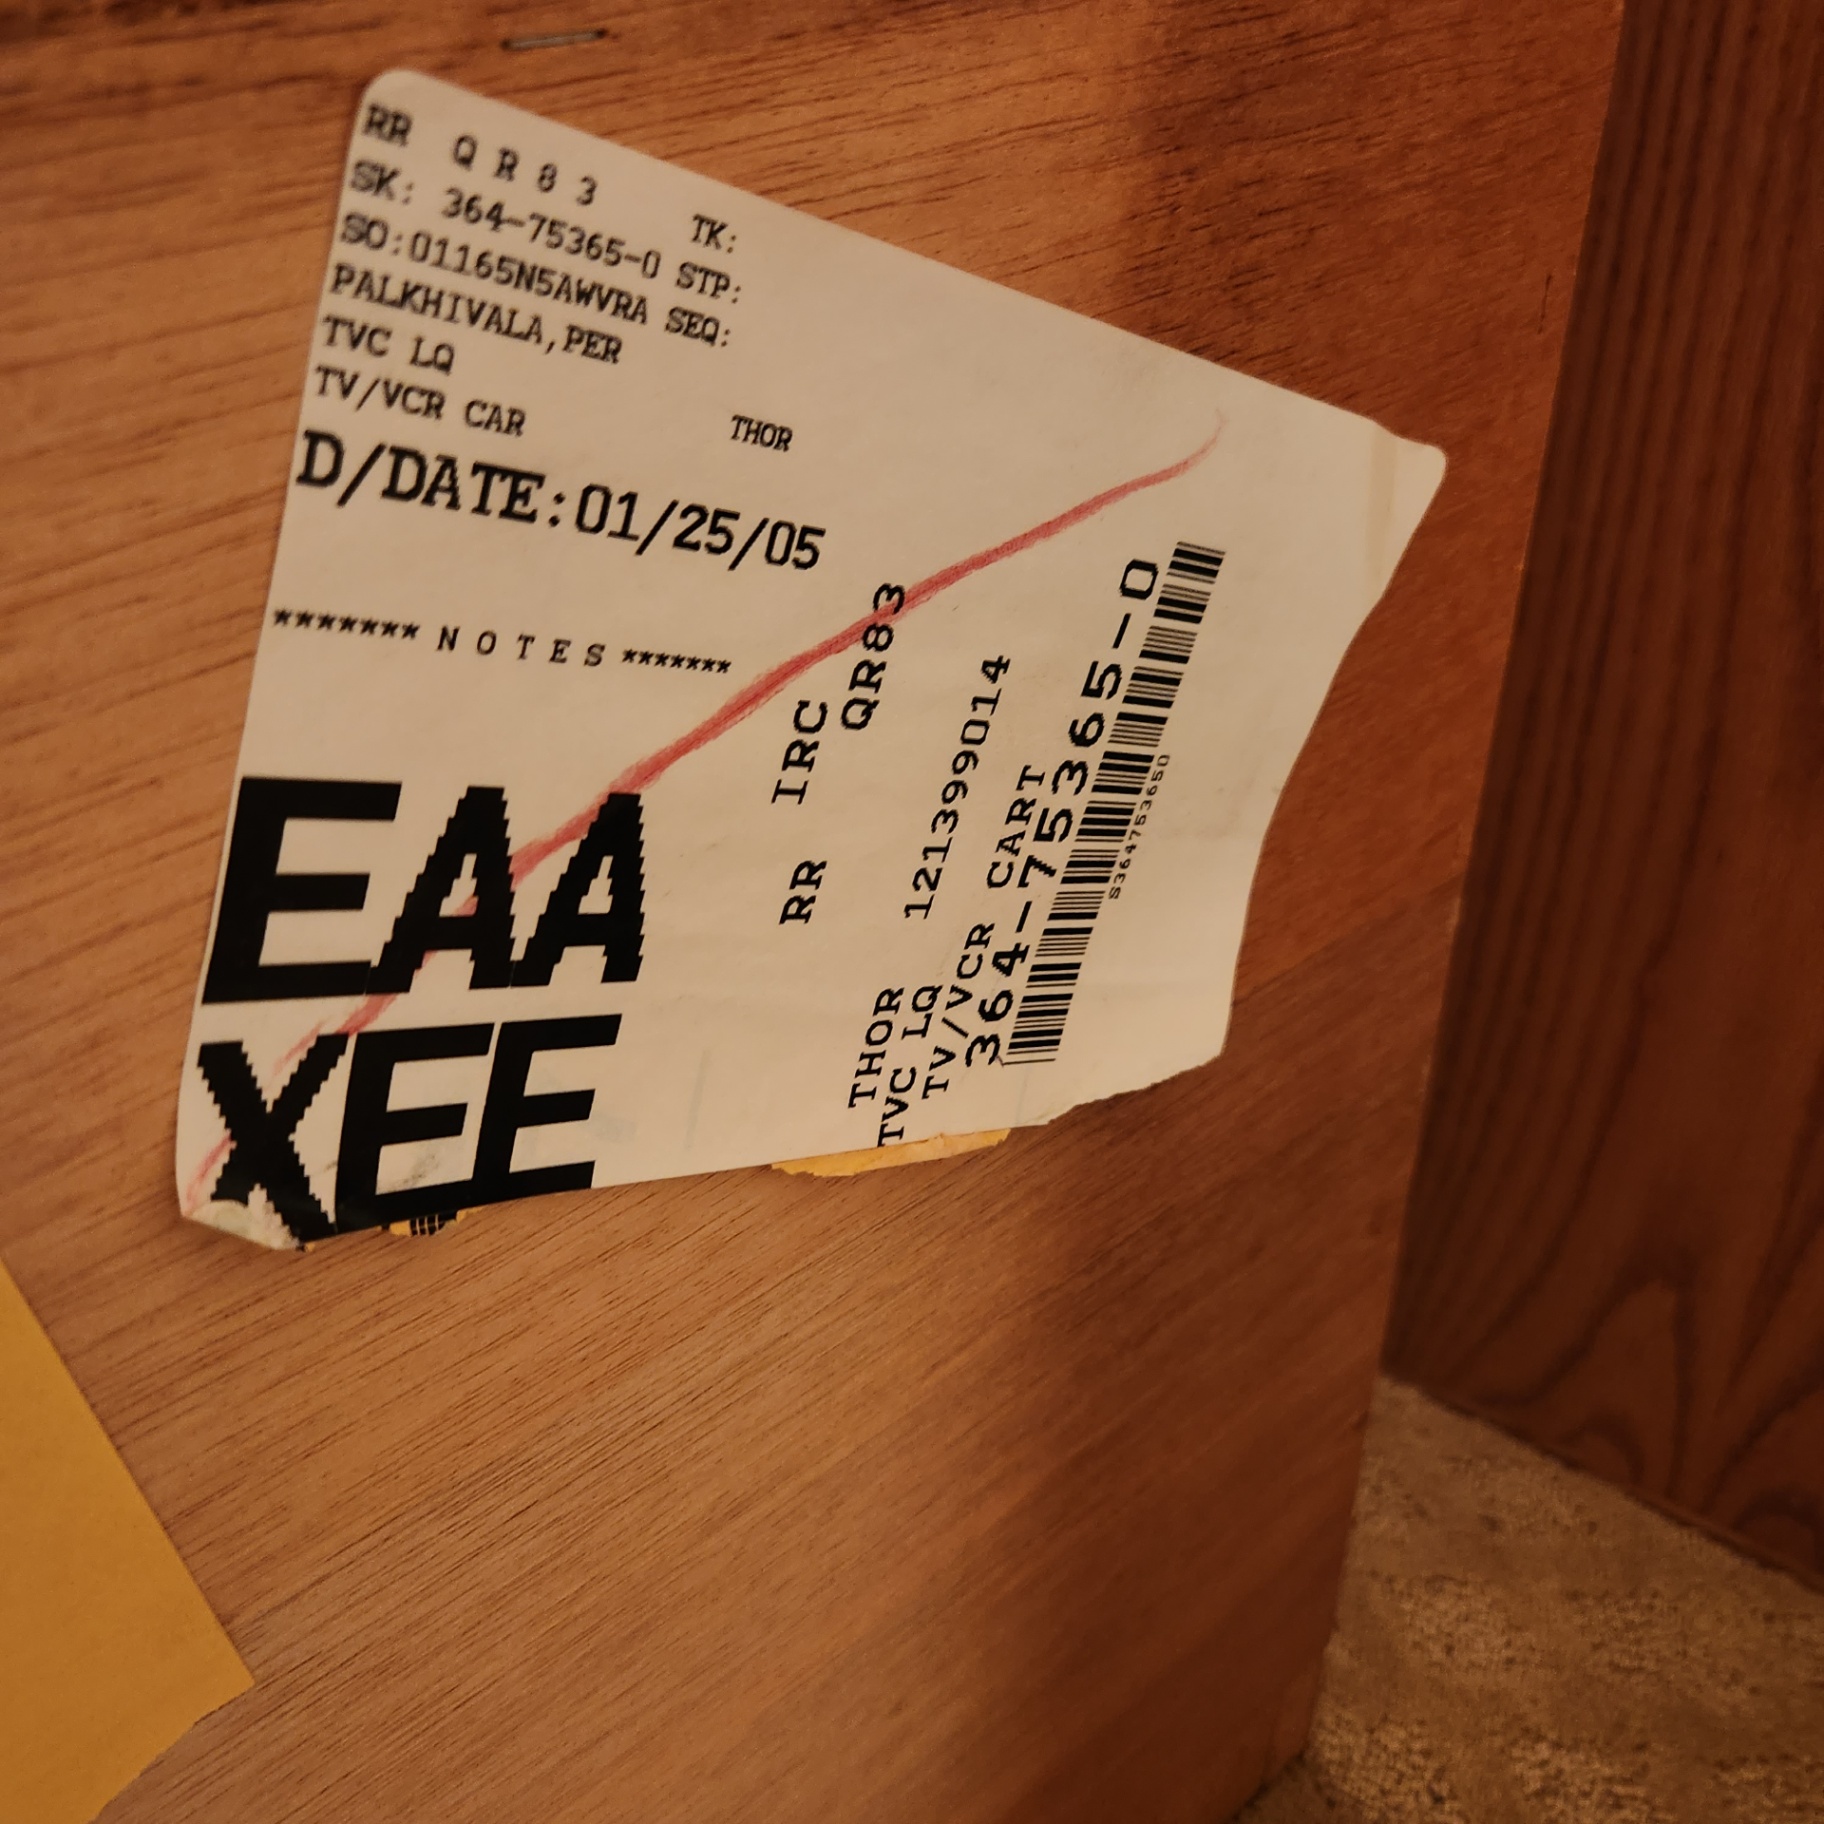 RR QR83 TK:
SK: 364-75365-0 STP:
SO:01165N5AWVRA SEQ:
PALKHIVALA,PER
TVC LQ
TV/VCR CAR THOR
D/DATE:01/25/05
******* N O T E S *******
EAA
XEE
RR IRC
QR83
THOR
TVC LQ 121399014
TV/VCR CART
364-75365-0
S364753650